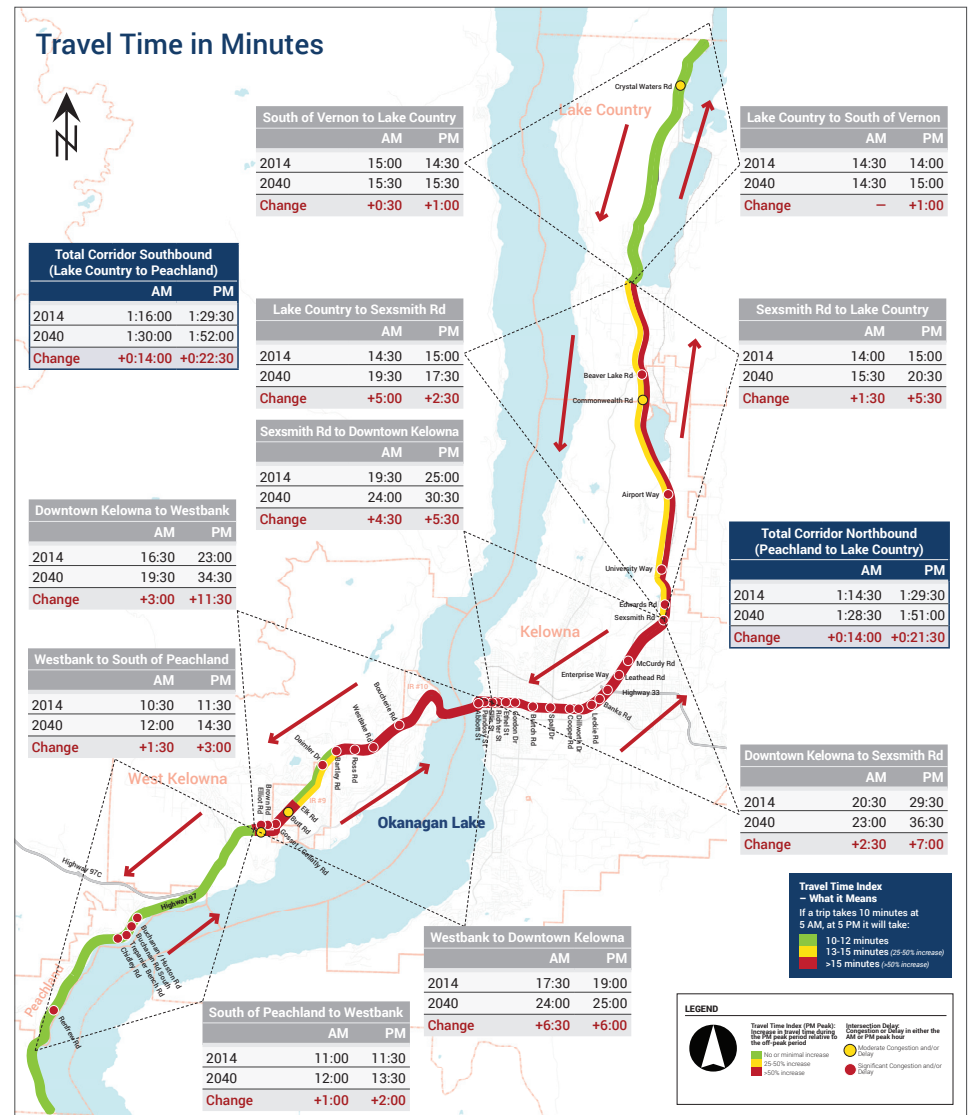 Travel Time in Minutes
N
Crystal Waters Rd
Lake Country
South of Vernon to Lake Country
AM PM
2014 15:00 14:30
2040 15:30 15:30
Change +0:30 +1:00
Lake Country to South of Vernon
AM PM
2014 14:30 14:00
2040 14:30 15:00
Change — +1:00
Total Corridor Southbound
(Lake Country to Peachland)
AM PM
2014 1:16:00 1:29:30
2040 1:30:00 1:52:00
Change +0:14:00 +0:22:30
Lake Country to Sexsmith Rd
AM PM
2014 14:30 15:00
2040 19:30 17:30
Change +5:00 +2:30
Sexsmith Rd to Lake Country
AM PM
2014 14:00 15:00
2040 15:30 20:30
Change +1:30 +5:30
Beaver Lake Rd
Commonwealth Rd
Sexsmith Rd to Downtown Kelowna
AM PM
2014 19:30 25:00
2040 24:00 30:30
Change +4:30 +5:30
Airport Way
Downtown Kelowna to Westbank
AM PM
2014 16:30 23:00
2040 19:30 34:30
Change +3:00 +11:30
Total Corridor Northbound
(Peachland to Lake Country)
AM PM
2014 1:14:30 1:29:30
2040 1:28:30 1:51:00
Change +0:14:00 +0:21:30
University Way
Edwards Rd
Sexsmith Rd
Kelowna
McCurdy Rd
Enterprise Way
Leathead Rd
Highway 33
Banks Rd
Leckie Rd
Dilworth Dr
Cooper Rd
Spall Dr
Burtch Rd
Gordon Dr
Ethel St
Richter St
Ellis St
Pandosy St
Abbott St
IR #10
Boucherie Rd
Westlake Rd
Ross Rd
Bartley Rd
Daimler Dr
Westbank to South of Peachland
AM PM
2014 10:30 11:30
2040 12:00 14:30
Change +1:30 +3:00
West Kelowna
IR #9
Brown Rd
Elliot Rd
Elk Rd
Butt Rd
Gosset / Gellatly Rd
Okanagan Lake
Downtown Kelowna to Sexsmith Rd
AM PM
2014 20:30 29:30
2040 23:00 36:30
Change +2:30 +7:00
Highway 97C
Highway 97
Travel Time Index
– What it Means
If a trip takes 10 minutes at
5 AM, at 5 PM it will take:
10-12 minutes
13-15 minutes (25-50% increase)
>15 minutes (>50% increase)
Buchanan / Huston Rd
Buchanan Rd South
Trepanier Bench Rd
Chidley Rd
Peachland
Renfrew Rd
Westbank to Downtown Kelowna
AM PM
2014 17:30 19:00
2040 24:00 25:00
Change +6:30 +6:00
South of Peachland to Westbank
AM PM
2014 11:00 11:30
2040 12:00 13:30
Change +1:00 +2:00
LEGEND
Travel Time Index (PM Peak):
Increase in travel time during
the PM peak period relative to
the off-peak period
No or minimal increase
25-50% increase
>50% increase
Intersection Delay:
Congestion or Delay in either the
AM or PM peak hour
Moderate Congestion and/or
Delay
Significant Congestion and/or
Delay